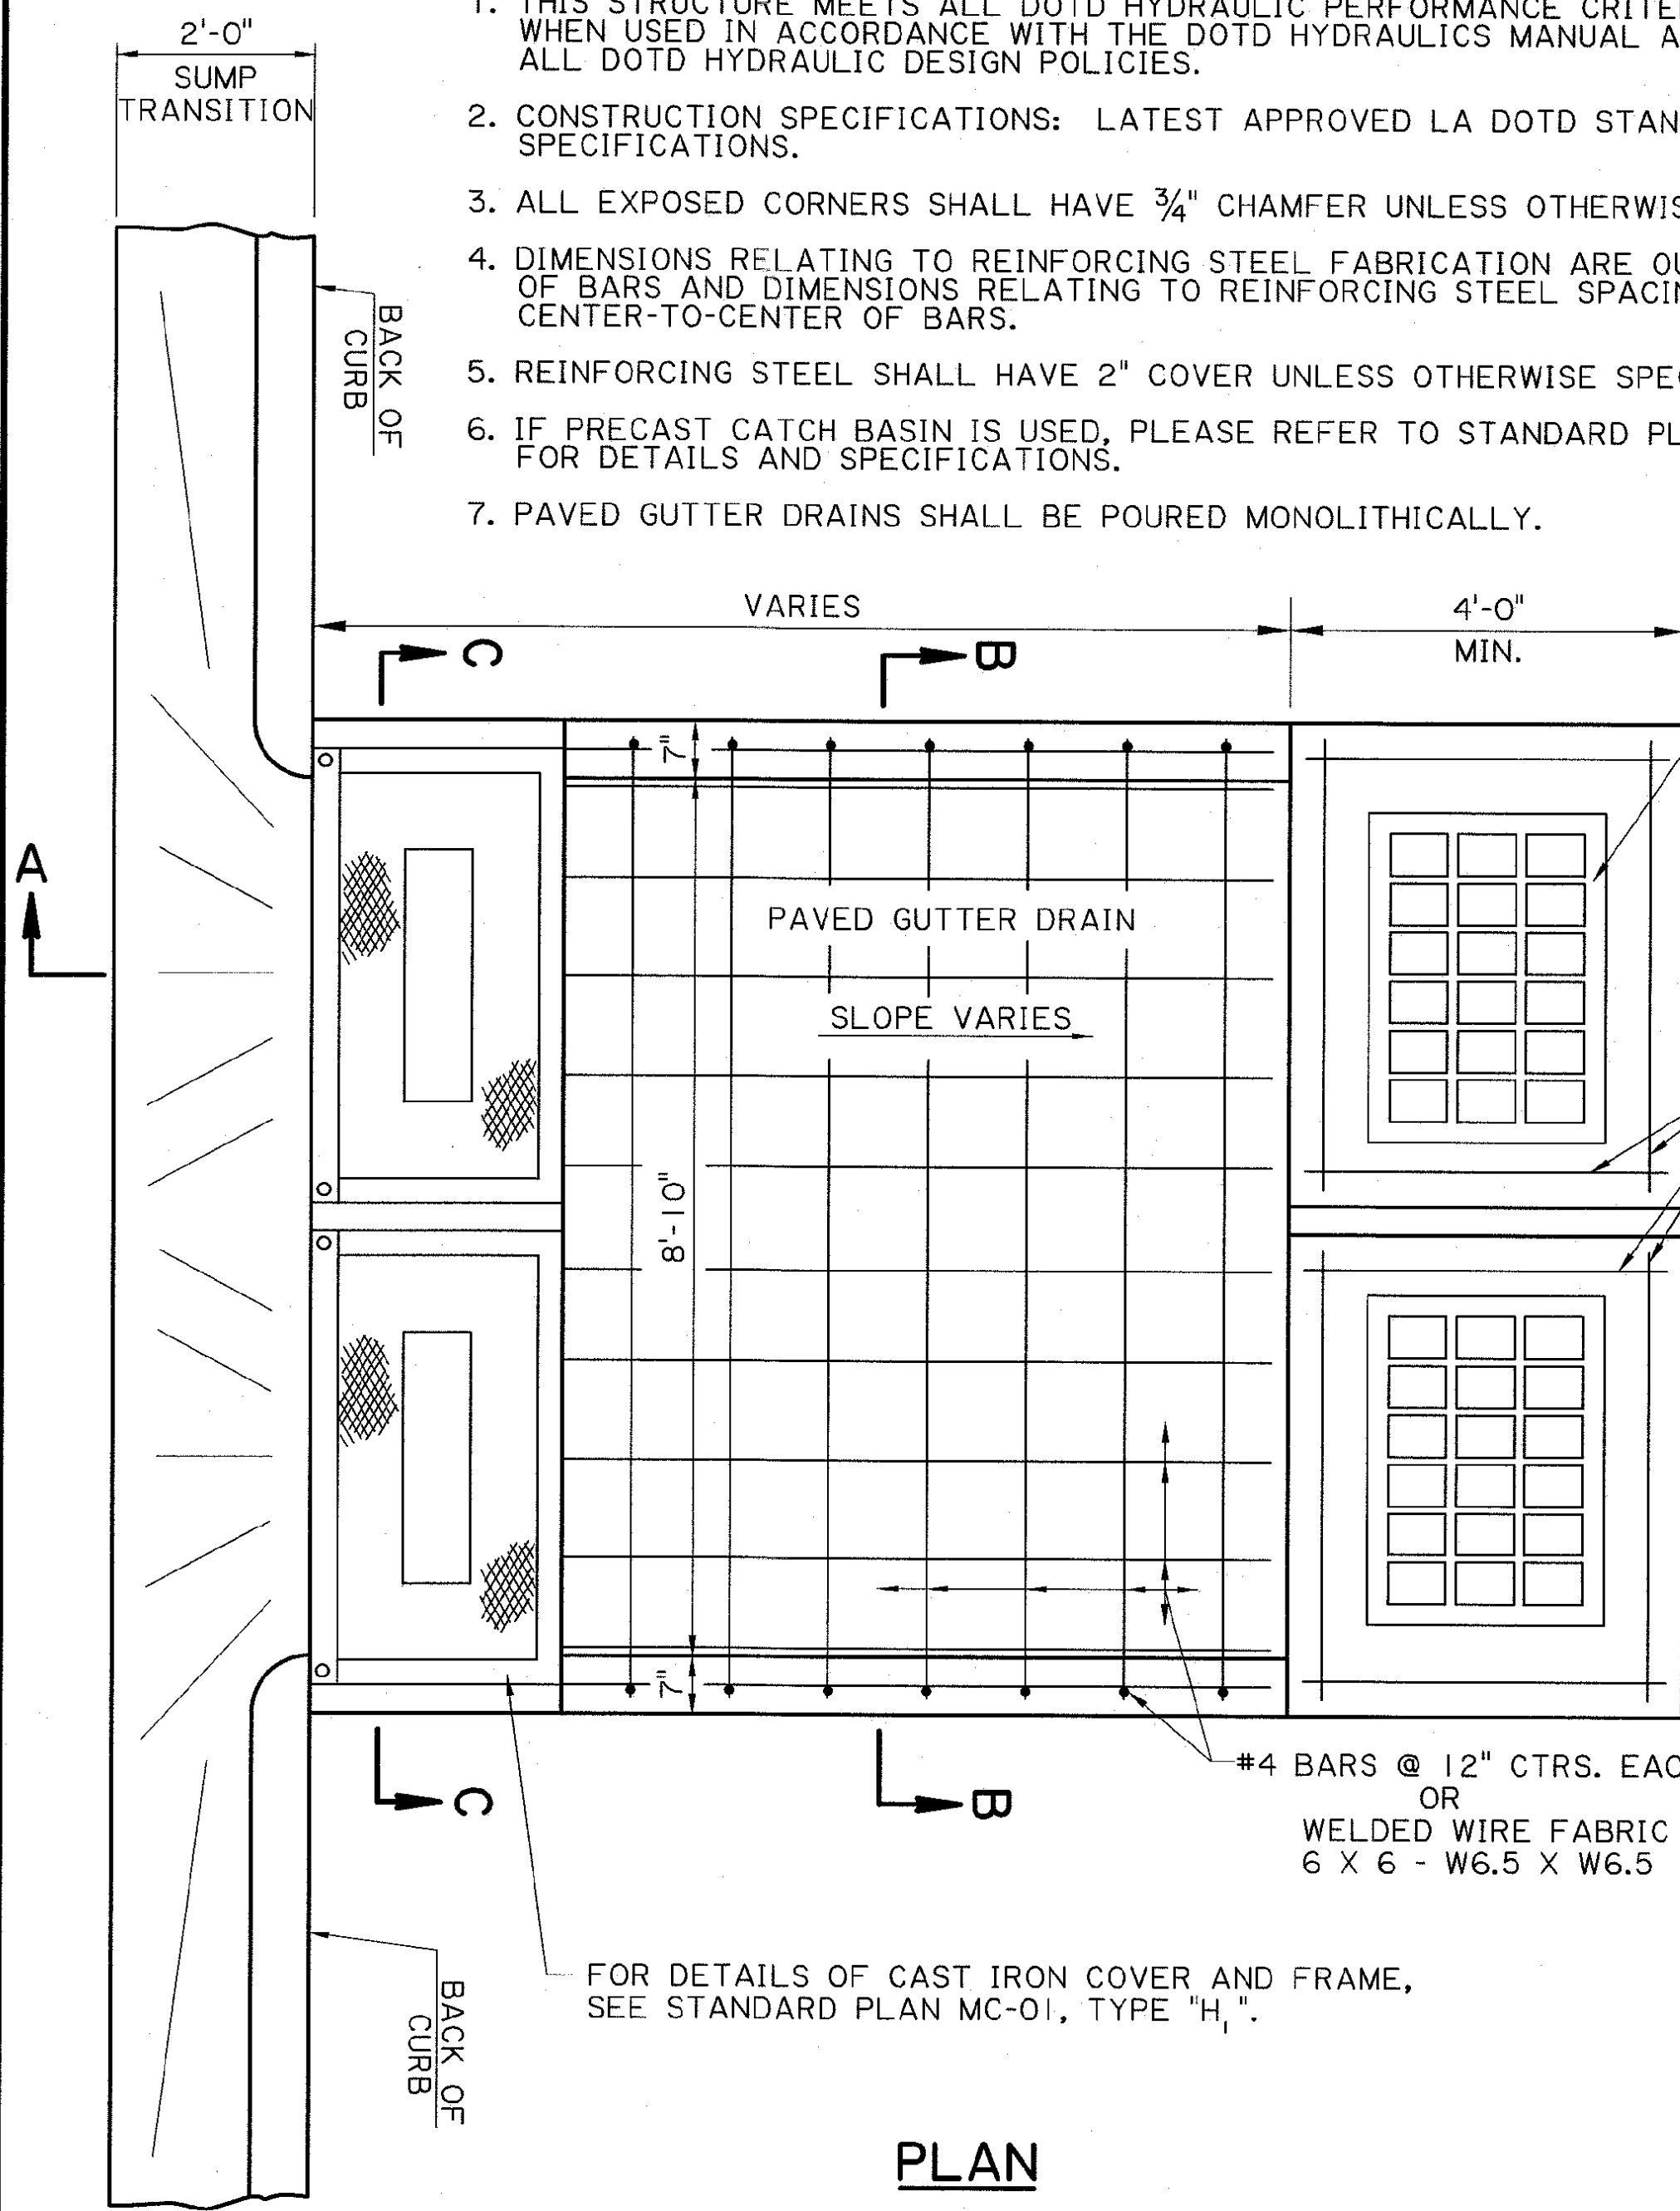 1. THIS STRUCTURE MEETS ALL DOTD HYDRAULIC PERFORMANCE
WHEN USED IN ACCORDANCE WITH THE DOTD HYDRAULICS MANUAL
ALL DOTD HYDRAULIC DESIGN POLICIES.
2. CONSTRUCTION SPECIFICATIONS: LATEST APPROVED LA DOTD
SPECIFICATIONS.
3. ALL EXPOSED CORNERS SHALL HAVE 3/4" CHAMFER UNLESS
4. DIMENSIONS RELATING TO REINFORCING STEEL FABRICATION ARE
OF BARS AND DIMENSIONS RELATING TO REINFORCING STEEL
CENTER-TO-CENTER OF BARS.
5. REINFORCING STEEL SHALL HAVE 2" COVER UNLESS OTHERWISE
6. IF PRECAST CATCH BASIN IS USED, PLEASE REFER TO STANDARD
FOR DETAILS AND SPECIFICATIONS.
7. PAVED GUTTER DRAINS SHALL BE POURED MONOLITHICALLY.
2'-0"
SUMP
TRANSITION
BACK OF
CURB
VARIES
4'-0"
MIN.
C
B
7"
A
PAVED GUTTER DRAIN
SLOPE VARIES
8'-10"
7"
C
B
#4 BARS @ 12" CTRS.
OR
WELDED WIRE FABRIC
6 X 6 - W6.5 X W6.5
FOR DETAILS OF CAST IRON COVER AND FRAME,
SEE STANDARD PLAN MC-01, TYPE "H₁".
BACK OF
CURB
PLAN